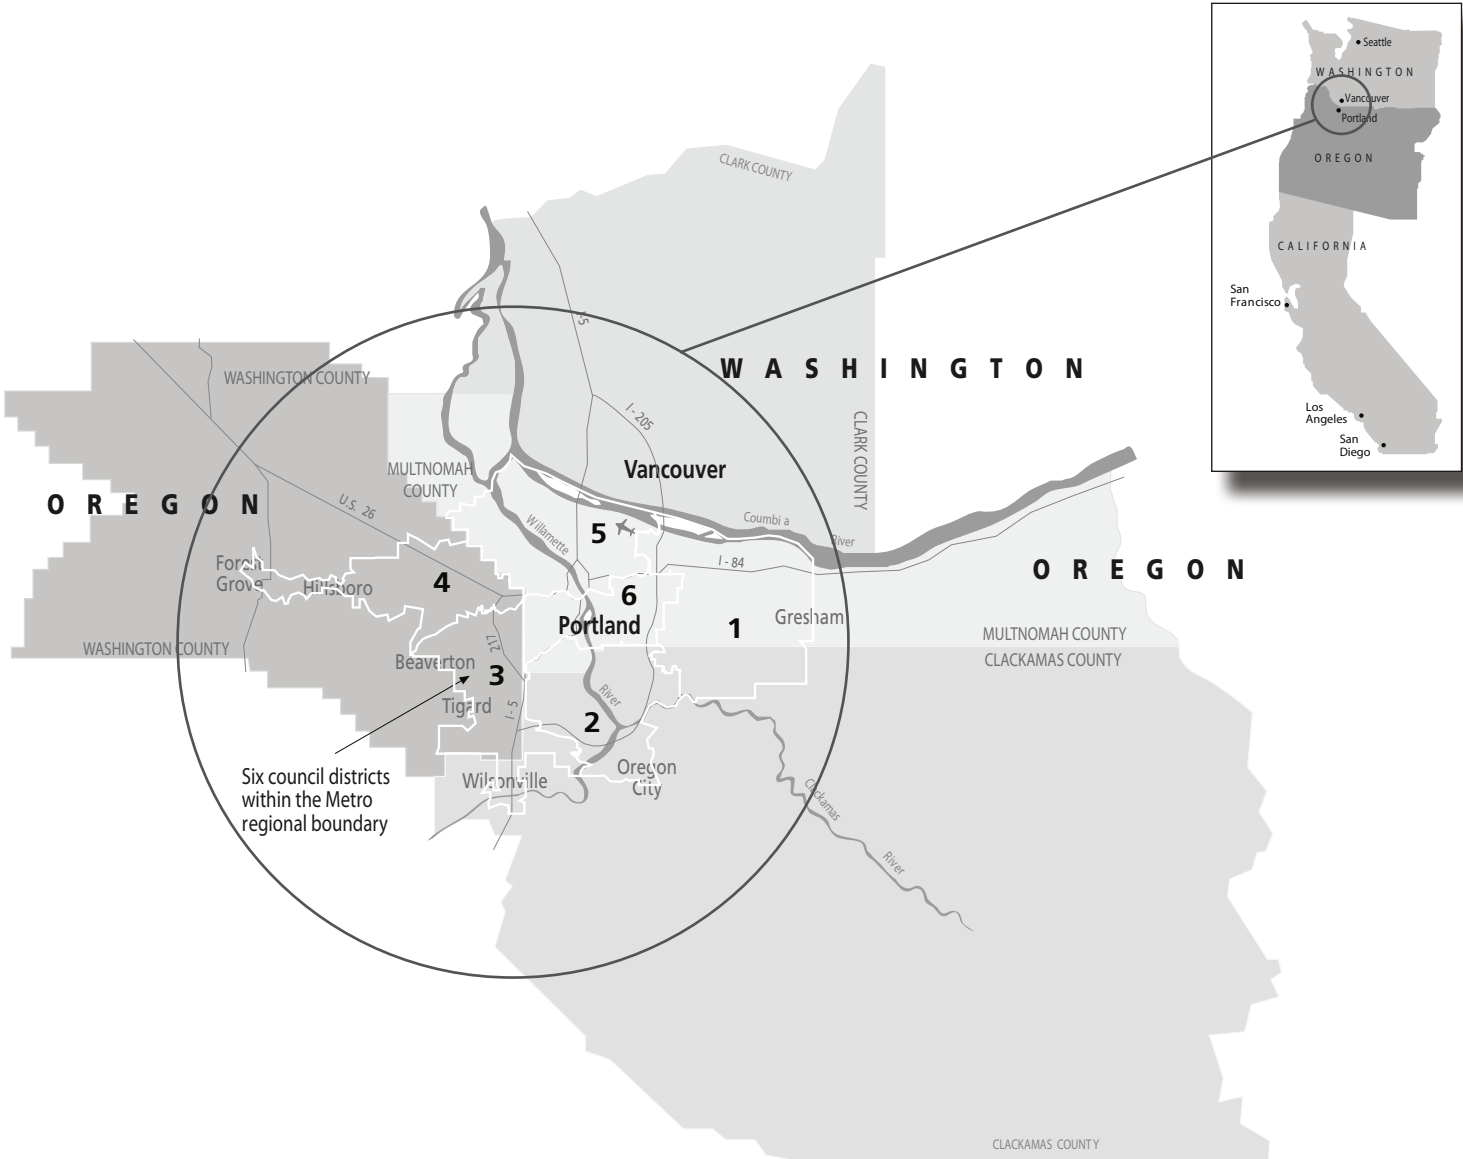 Seattle
WASHINGTON
Vancouver
Portland
OREGON
CALIFORNIA
San
Francisco
Los
Angeles
San
Diego
CLARK COUNTY
I-5
WASHINGTON
WASHINGTON COUNTY
I - 205
CLARK COUNTY
Vancouver
MULTNOMAH
COUNTY
OREGON
U.S. 26
Willamette
5
Coumbi a
River
I - 84
OREGON
Forest
Grove
Hillsboro
4
6
Portland
1
Gresham
MULTNOMAH COUNTY
CLACKAMAS COUNTY
WASHINGTON COUNTY
217
Beaverton
3
Tigard
I - 5
River
2
Six council districts
within the Metro
regional boundary
Wilsonville
Oregon
City
Clackamas
River
CLACKAMAS COUNTY